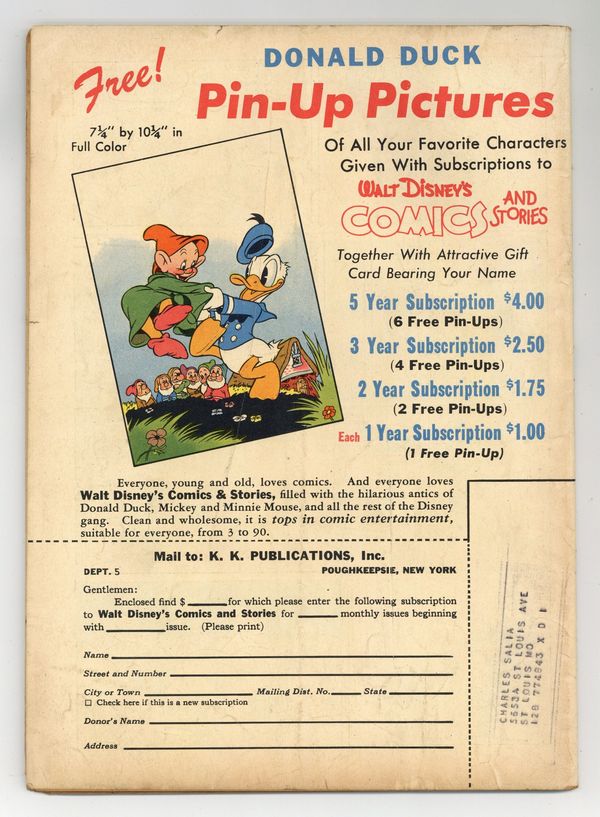 Free!
DONALD DUCK
Pin-Up Pictures
7¼" by 10¼" in
Full Color
Of All Your Favorite Characters
Given With Subscriptions to
WALT DISNEY'S
COMICS AND STORIES
Together With Attractive Gift
Card Bearing Your Name
5 Year Subscription $4.00
(6 Free Pin-Ups)
3 Year Subscription $2.50
(4 Free Pin-Ups)
2 Year Subscription $1.75
(2 Free Pin-Ups)
Each 1 Year Subscription $1.00
(1 Free Pin-Up)
Everyone, young and old, loves comics. And everyone loves
Walt Disney's Comics & Stories, filled with the hilarious antics of
Donald Duck, Mickey and Minnie Mouse, and all the rest of the Disney
gang. Clean and wholesome, it is tops in comic entertainment,
suitable for everyone, from 3 to 90.
Mail to: K. K. PUBLICATIONS, Inc.
DEPT. 5 POUGHKEEPSIE, NEW YORK
Gentlemen:
Enclosed find $ for which please enter the following subscription
to Walt Disney's Comics and Stories for monthly issues beginning
with issue. (Please print)
Name
Street and Number
City or Town Mailing Dist. No. State
Check here if this is a new subscription
Donor's Name
Address
CHARLES SALIA
5653A ST LOUIS AVE
ST LOUIS MO
128 774943 X D I